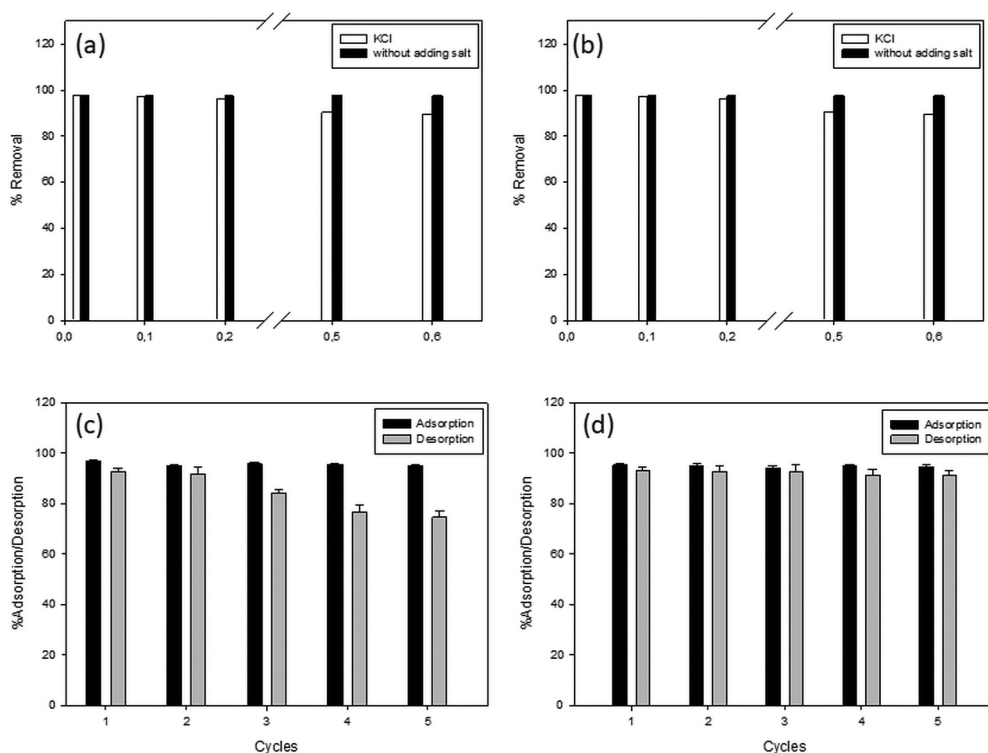 (a)
KCl
without adding salt
% Removal
120
100
80
60
40
20
0
0,0 0,1 0,2 0,5 0,6
(b)
KCl
without adding salt
% Removal
120
100
80
60
40
20
0
0,0 0,1 0,2 0,5 0,6
(c)
Adsorption
Desorption
%Adsorption/Desorption
120
100
80
60
40
20
0
1 2 3 4 5
Cycles
(d)
Adsorption
Desorption
%Adsorption/Desorption
120
100
80
60
40
20
0
1 2 3 4 5
Cycles